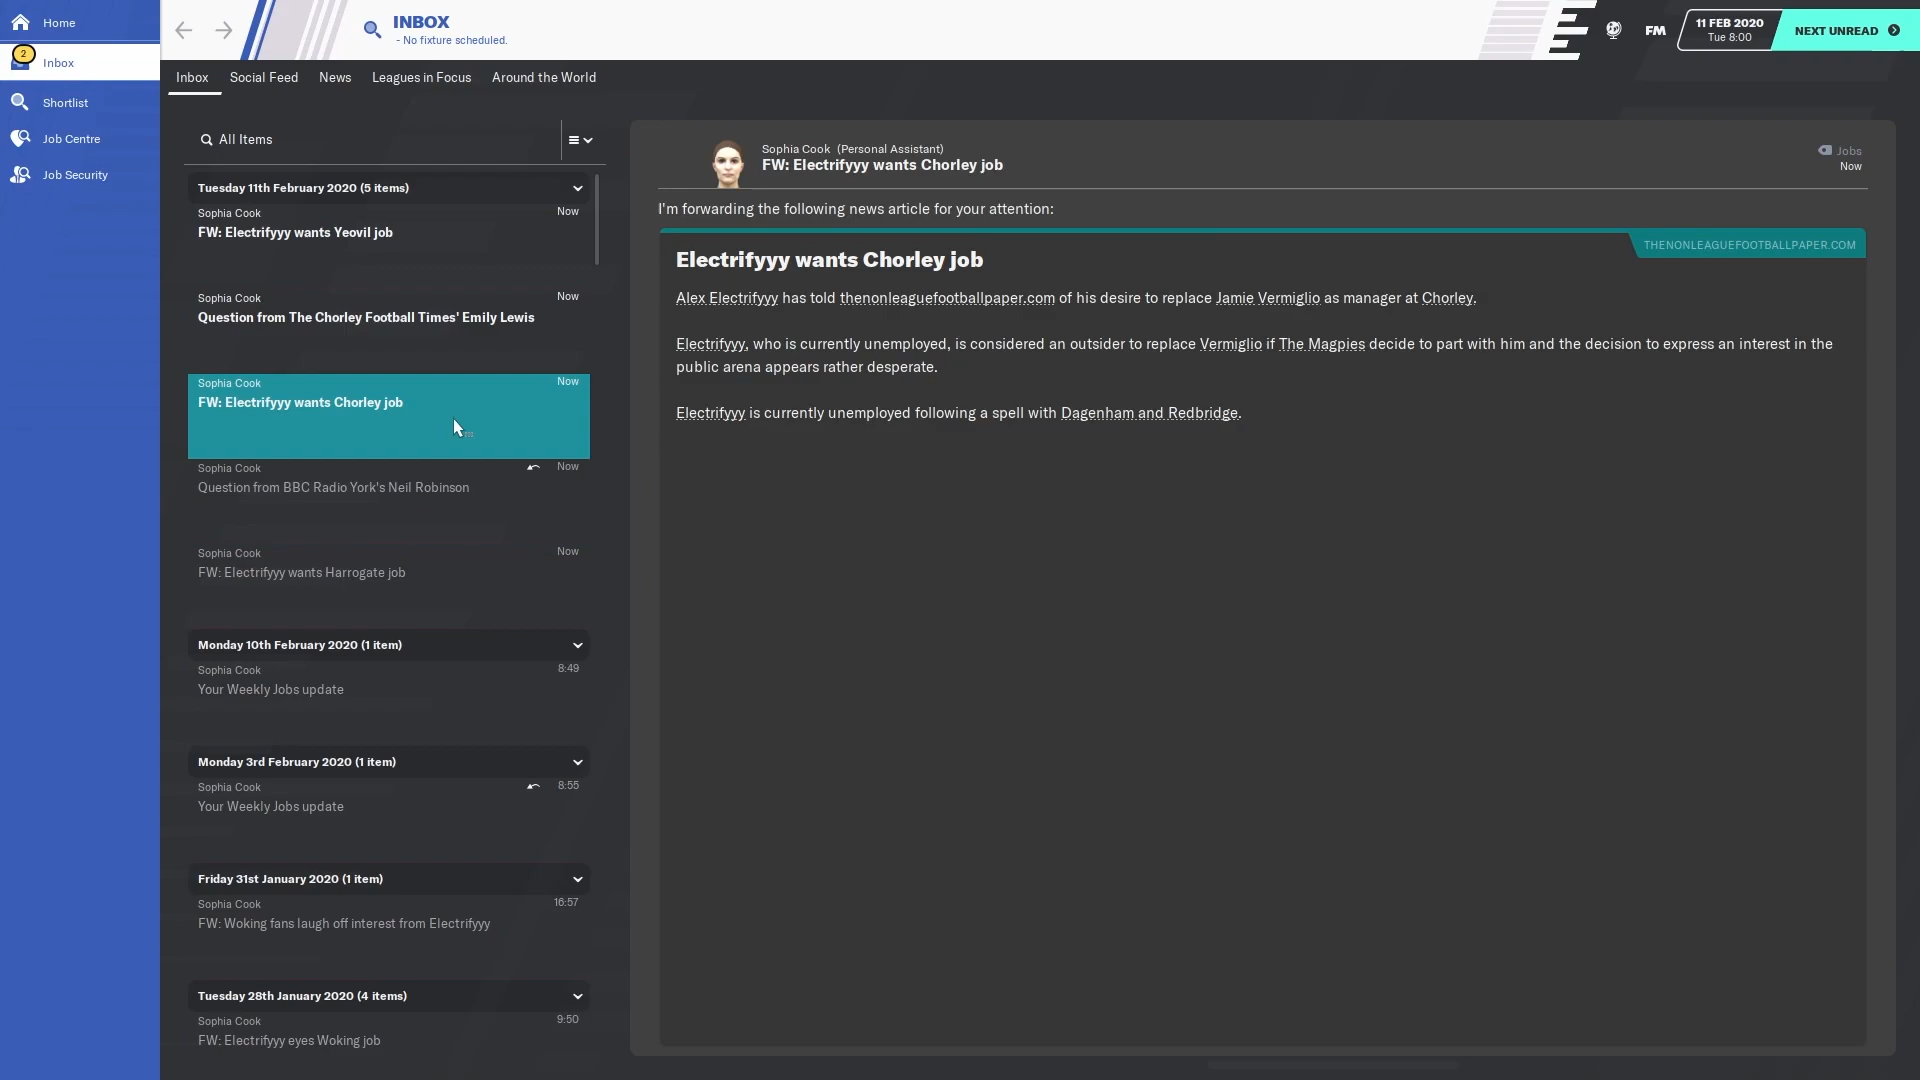 Home
2
Inbox
Shortlist
Job Centre
Job Security
INBOX
- No fixture scheduled.
FM
11 FEB 2020
Tue 8:00
NEXT UNREAD
Inbox
Social Feed
News
Leagues in Focus
Around the World
All Items
Tuesday 11th February 2020 (5 items)
Sophia Cook
Now
FW: Electrifyyy wants Yeovil job
Sophia Cook
Now
Question from The Chorley Football Times' Emily Lewis
Sophia Cook
Now
FW: Electrifyyy wants Chorley job
Sophia Cook
Now
Question from BBC Radio York's Neil Robinson
Sophia Cook
Now
FW: Electrifyyy wants Harrogate job
Monday 10th February 2020 (1 item)
Sophia Cook
8:49
Your Weekly Jobs update
Monday 3rd February 2020 (1 item)
Sophia Cook
8:55
Your Weekly Jobs update
Friday 31st January 2020 (1 item)
Sophia Cook
16:57
FW: Woking fans laugh off interest from Electrifyyy
Tuesday 28th January 2020 (4 items)
Sophia Cook
9:50
FW: Electrifyyy eyes Woking job
Sophia Cook (Personal Assistant)
FW: Electrifyyy wants Chorley job
Jobs
Now
I'm forwarding the following news article for your attention:
THENONLEAGUEFOOTBALLPAPER.COM
Electrifyyy wants Chorley job
Alex Electrifyyy has told thenonleaguefootballpaper.com of his desire to replace Jamie Vermiglio as manager at Chorley.
Electrifyyy, who is currently unemployed, is considered an outsider to replace Vermiglio if The Magpies decide to part with him and the decision to express an interest in the
public arena appears rather desperate.
Electrifyyy is currently unemployed following a spell with Dagenham and Redbridge.